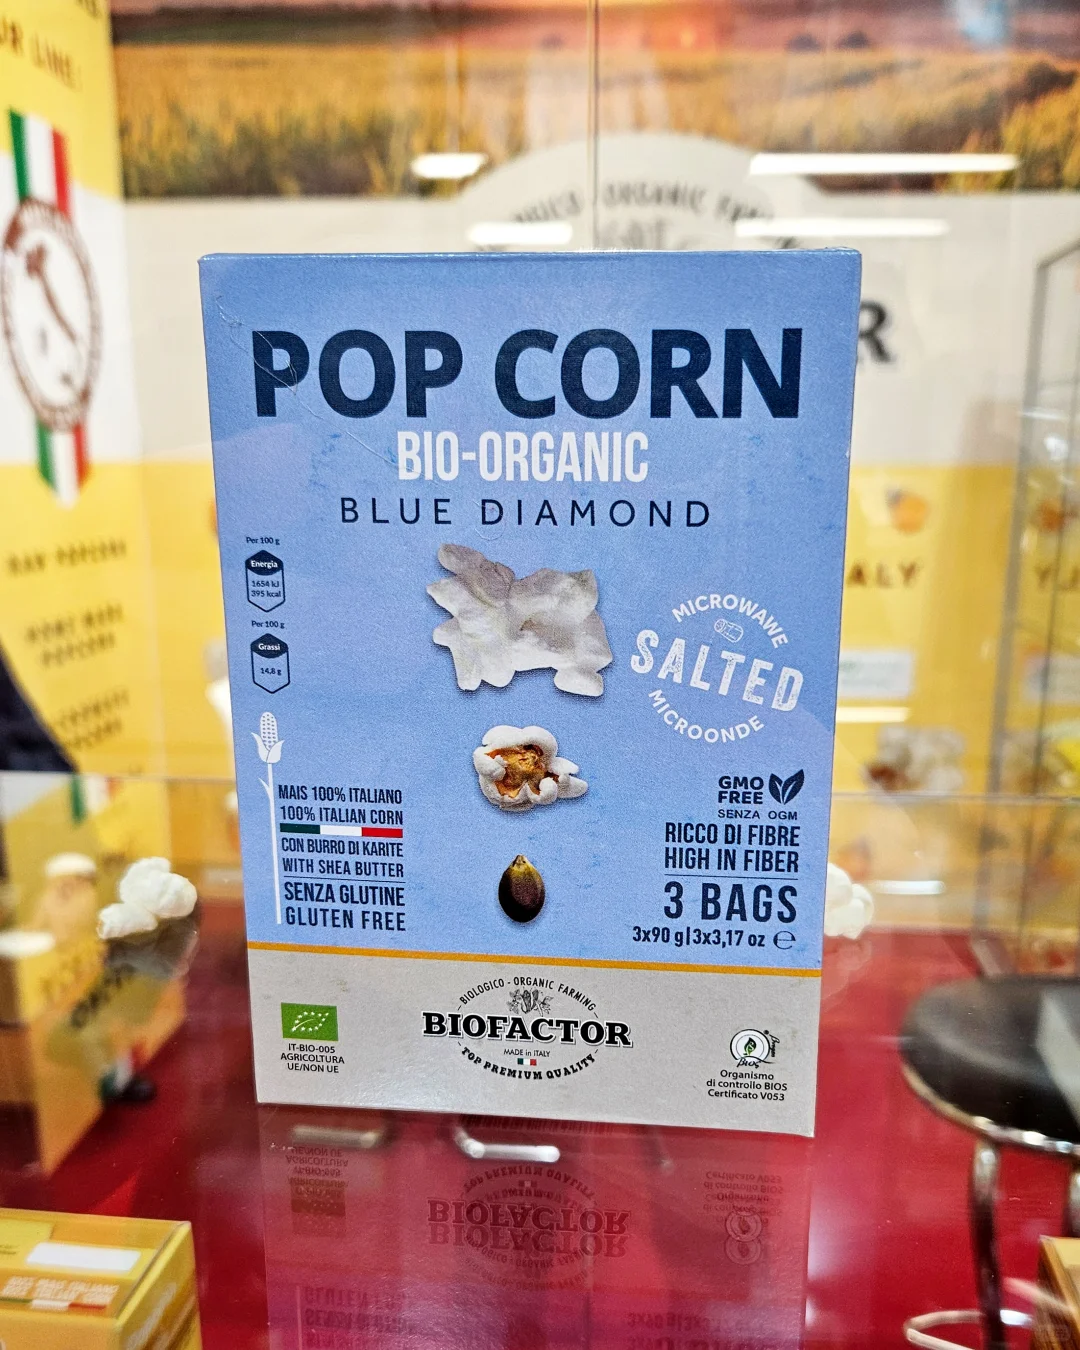 POP CORN
BIO-ORGANIC
BLUE DIAMOND
Per 100 g
Energia
1654 kJ
395 kcal
Per 100 g
Grassi
14,8 g
MICROWAWE
SALTED
MICROONDE
MAIS 100% ITALIANO
100% ITALIAN CORN
CON BURRO DI KARITE
WITH SHEA BUTTER
SENZA GLUTINE
GLUTEN FREE
GMO
FREE
SENZA OGM
RICCO DI FIBRE
HIGH IN FIBER
3 BAGS
3x90 g|3x3,17 oz ℮
IT-BIO-005
AGRICOLTURA
UE/NON UE
BIOLOGICO - ORGANIC FARMING
BIOFACTOR
MADE in ITALY
TOP PREMIUM QUALITY
Bios
Organismo
di controllo BIOS
Certificato V053
ORGANIC
ALY